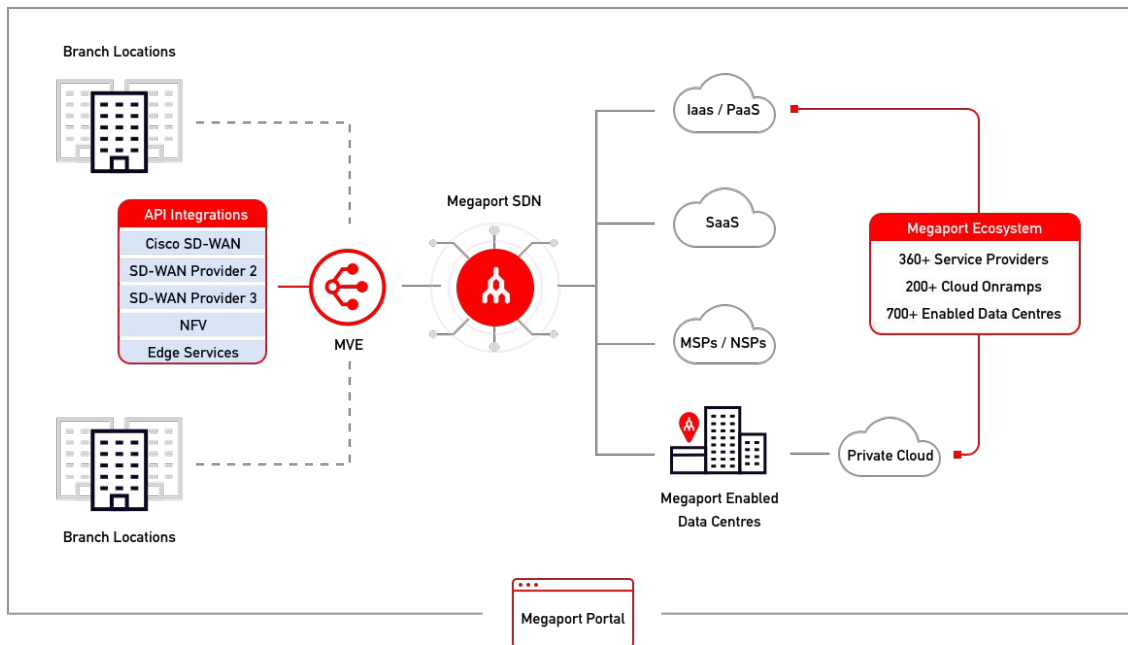 Branch Locations
API Integrations
Cisco SD-WAN
SD-WAN Provider 2
SD-WAN Provider 3
NFV
Edge Services
Branch Locations
MVE
Megaport SDN
Iaas / PaaS
SaaS
MSPs / NSPs
Megaport Enabled
Data Centres
Private Cloud
Megaport Ecosystem
360+ Service Providers
200+ Cloud Onramps
700+ Enabled Data Centres
Megaport Portal